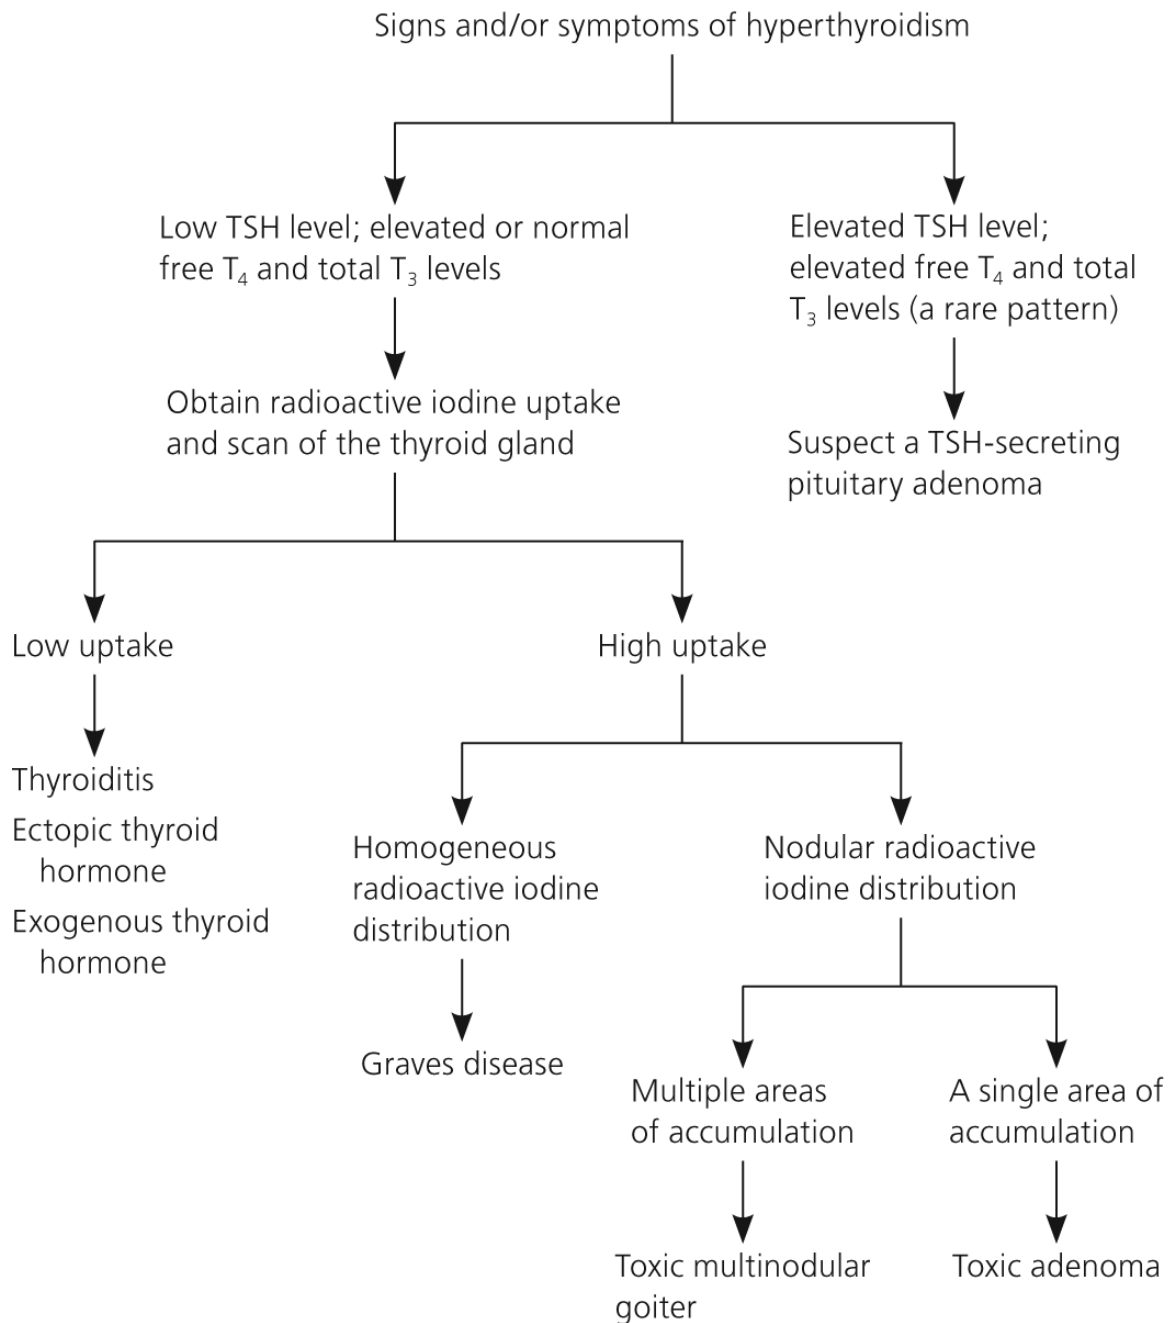 Signs and/or symptoms of hyperthyroidism
Low TSH level; elevated or normal
free T₄ and total T₃ levels
Elevated TSH level;
elevated free T₄ and total
T₃ levels (a rare pattern)
Obtain radioactive iodine uptake
and scan of the thyroid gland
Suspect a TSH-secreting
pituitary adenoma
Low uptake
High uptake
Thyroiditis
Ectopic thyroid
hormone
Exogenous thyroid
hormone
Homogeneous
radioactive iodine
distribution
Nodular radioactive
iodine distribution
Graves disease
Multiple areas
of accumulation
A single area of
accumulation
Toxic multinodular
goiter
Toxic adenoma